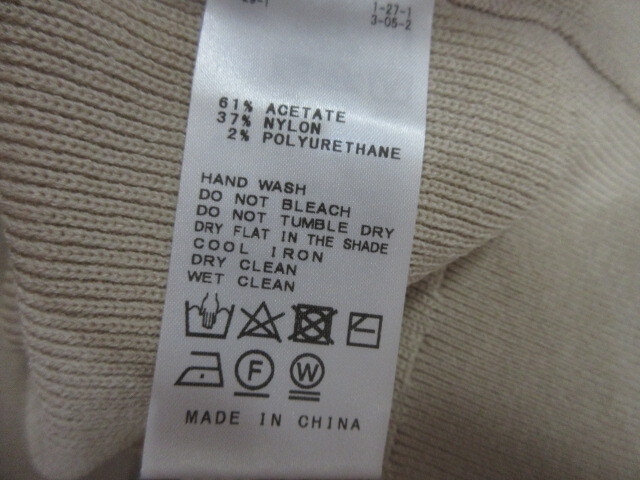 1-27-1
3-05-2
61% ACETATE
37% NYLON
2% POLYURETHANE
HAND WASH
DO NOT BLEACH
DO NOT TUMBLE DRY
DRY FLAT IN THE SHADE
COOL IRON
DRY CLEAN
WET CLEAN
F W
MADE IN CHINA